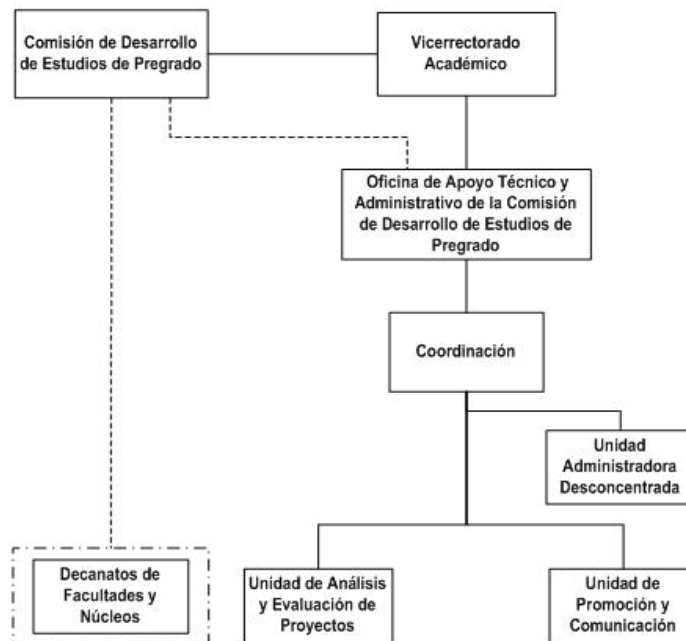 Comisión de Desarrollo
de Estudios de Pregrado
Vicerrectorado
Académico
Oficina de Apoyo Técnico y
Administrativo de la Comisión
de Desarrollo de Estudios de
Pregrado
Coordinación
Unidad
Administradora
Desconcentrada
Decanatos de
Facultades y
Núcleos
Unidad de Análisis
y Evaluación de
Proyectos
Unidad de
Promoción y
Comunicación